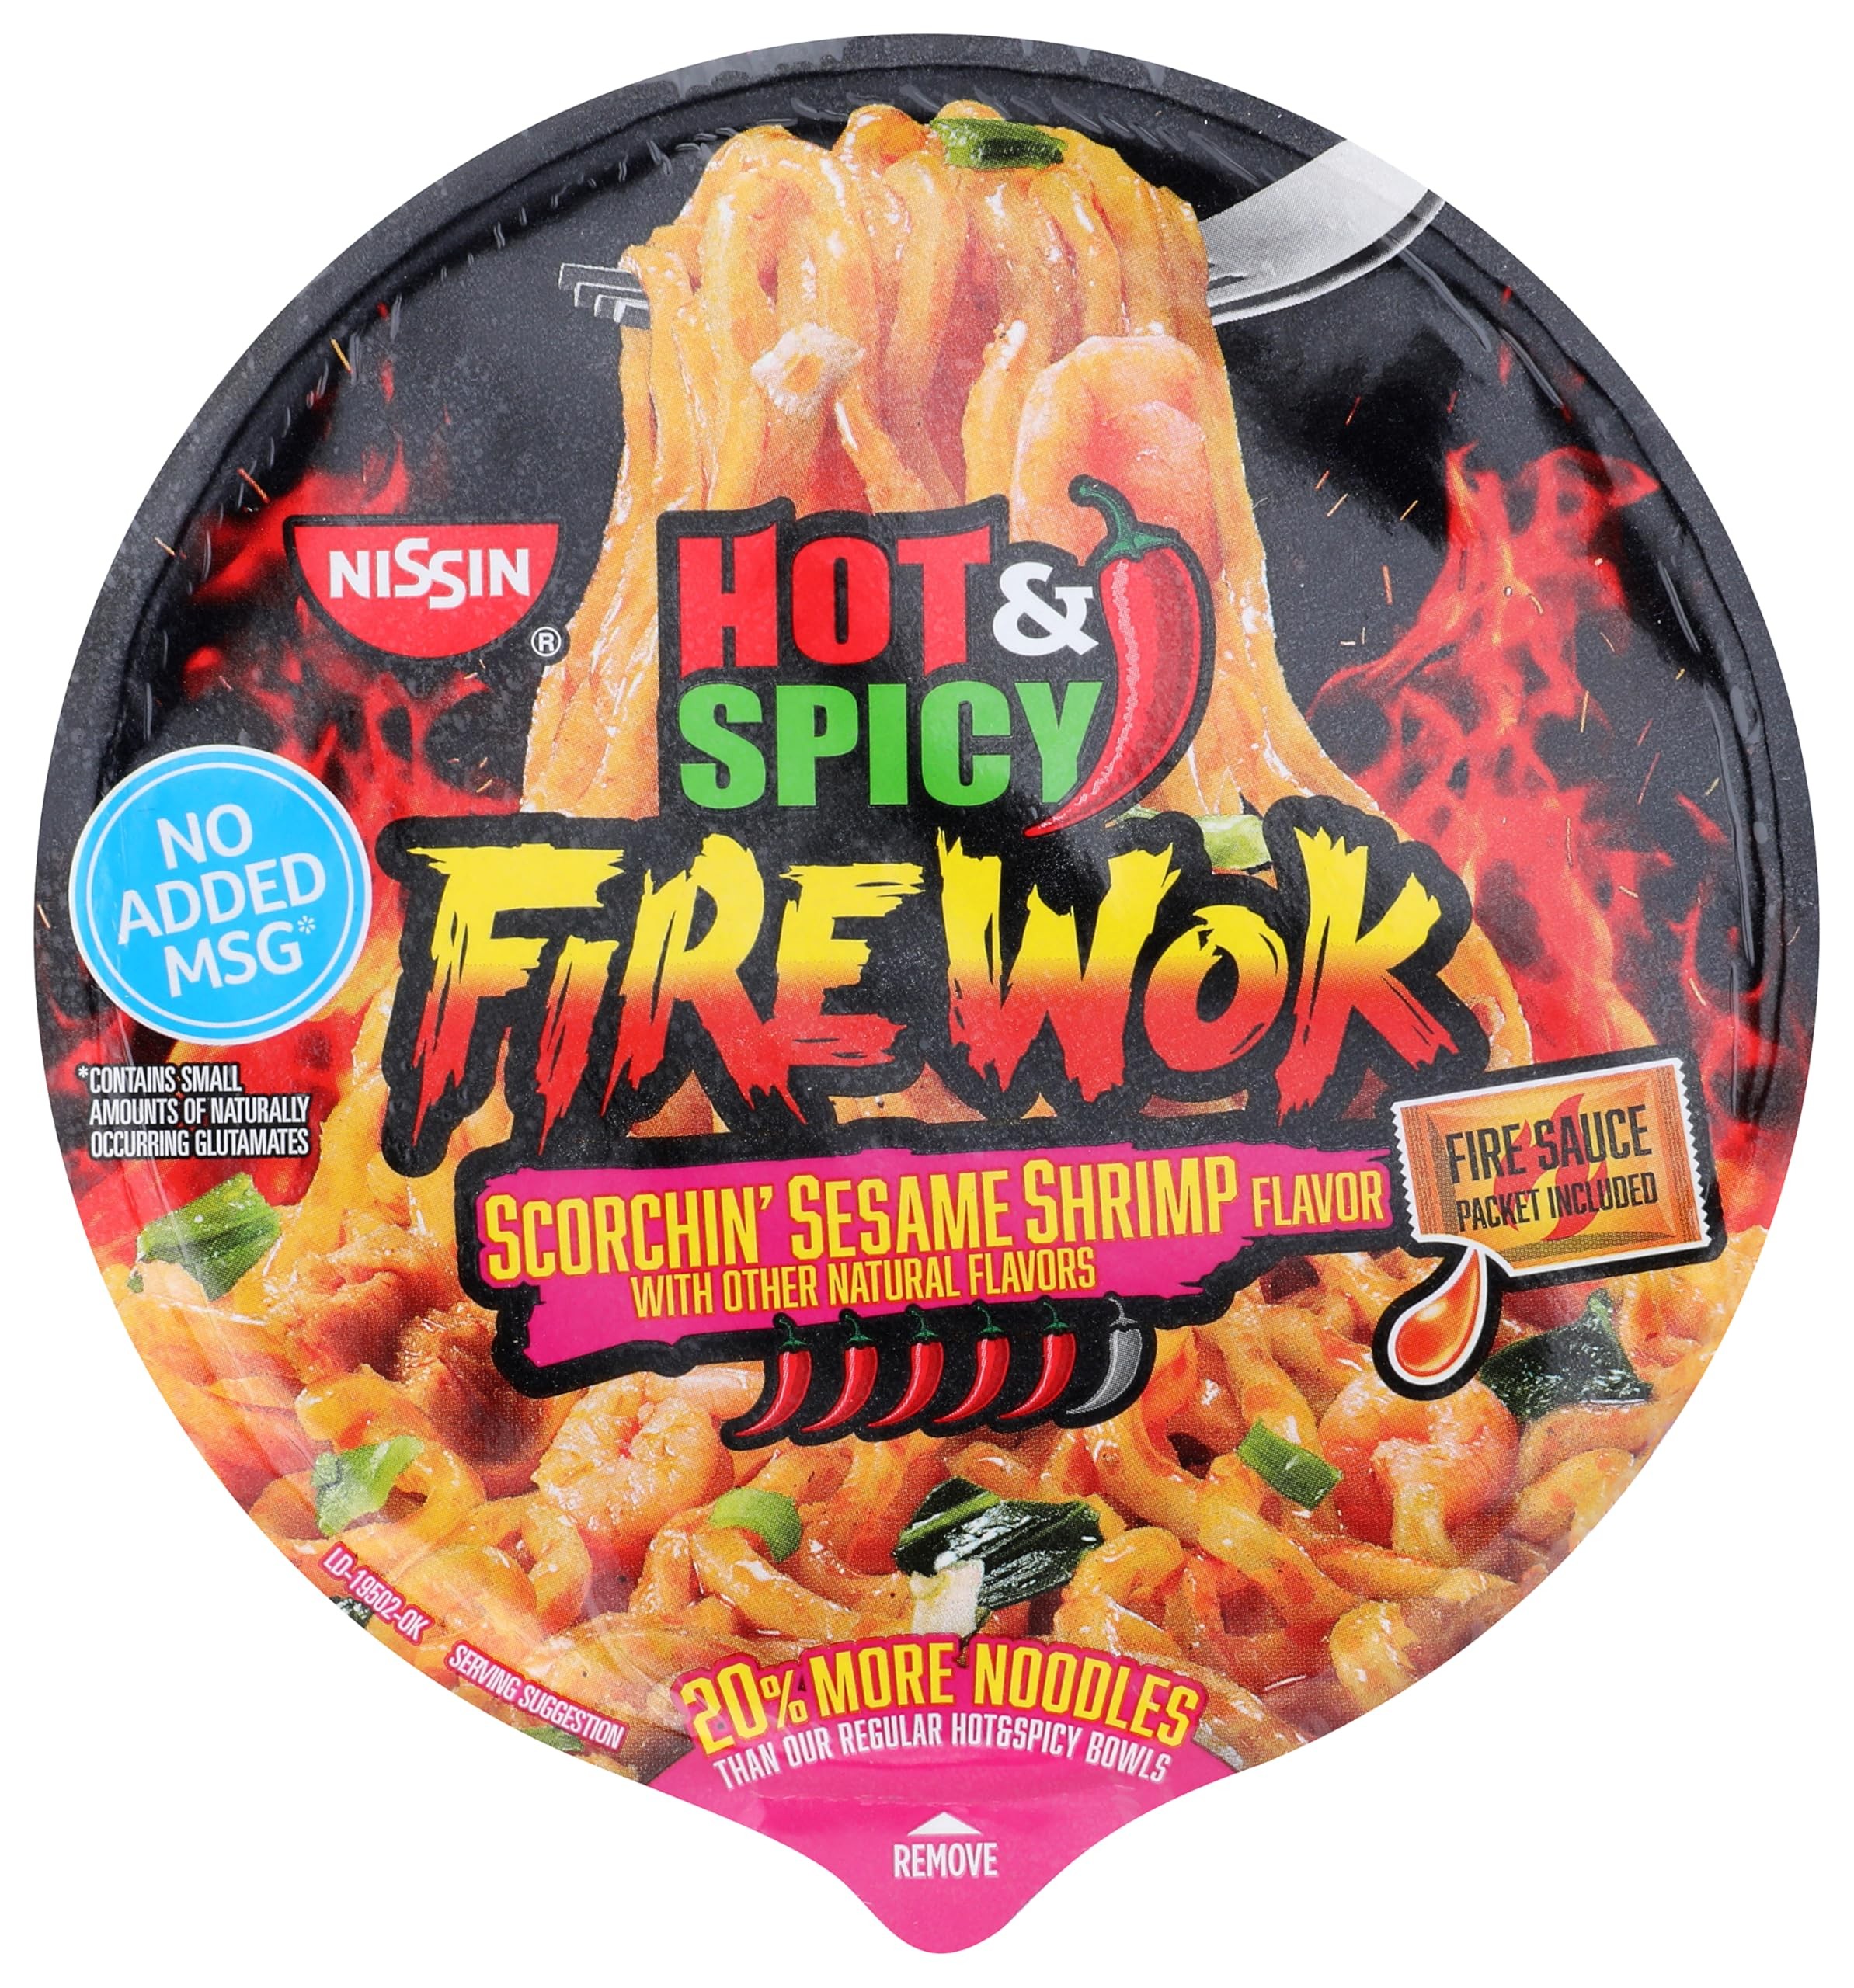 NISSIN
®
HOT &
SPICY
FIRE WOK
NO
ADDED
MSG*
*CONTAINS SMALL
AMOUNTS OF NATURALLY
OCCURRING GLUTAMATES
SCORCHIN' SESAME SHRIMP FLAVOR
WITH OTHER NATURAL FLAVORS
FIRE SAUCE
PACKET INCLUDED
LD-19502-OK
SERVING SUGGESTION
20% MORE NOODLES
THAN OUR REGULAR HOT&SPICY BOWLS
REMOVE